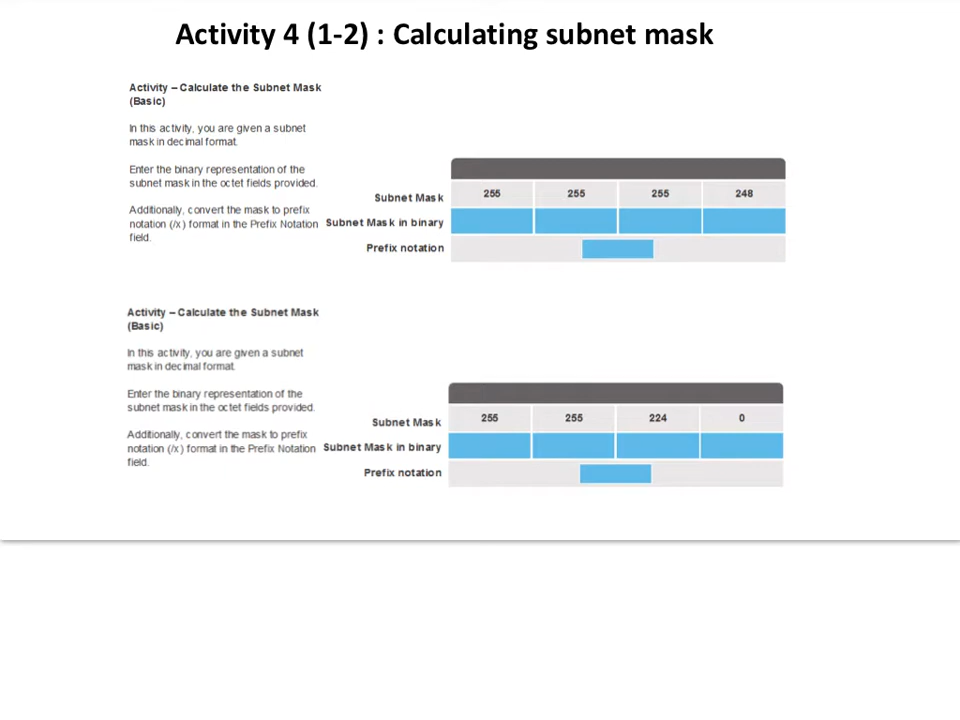 Activity 4 (1-2) : Calculating subnet mask
Activity – Calculate the Subnet Mask
(Basic)
In this activity, you are given a subnet
mask in decimal format.
Enter the binary representation of the
subnet mask in the octet fields provided.
Additionally, convert the mask to prefix
notation (/x) format in the Prefix Notation
field.
Subnet Mask 255 255 255 248
Subnet Mask in binary
Prefix notation
Activity – Calculate the Subnet Mask
(Basic)
In this activity, you are given a subnet
mask in decimal format.
Enter the binary representation of the
subnet mask in the octet fields provided.
Additionally, convert the mask to prefix
notation (/x) format in the Prefix Notation
field.
Subnet Mask 255 255 224 0
Subnet Mask in binary
Prefix notation